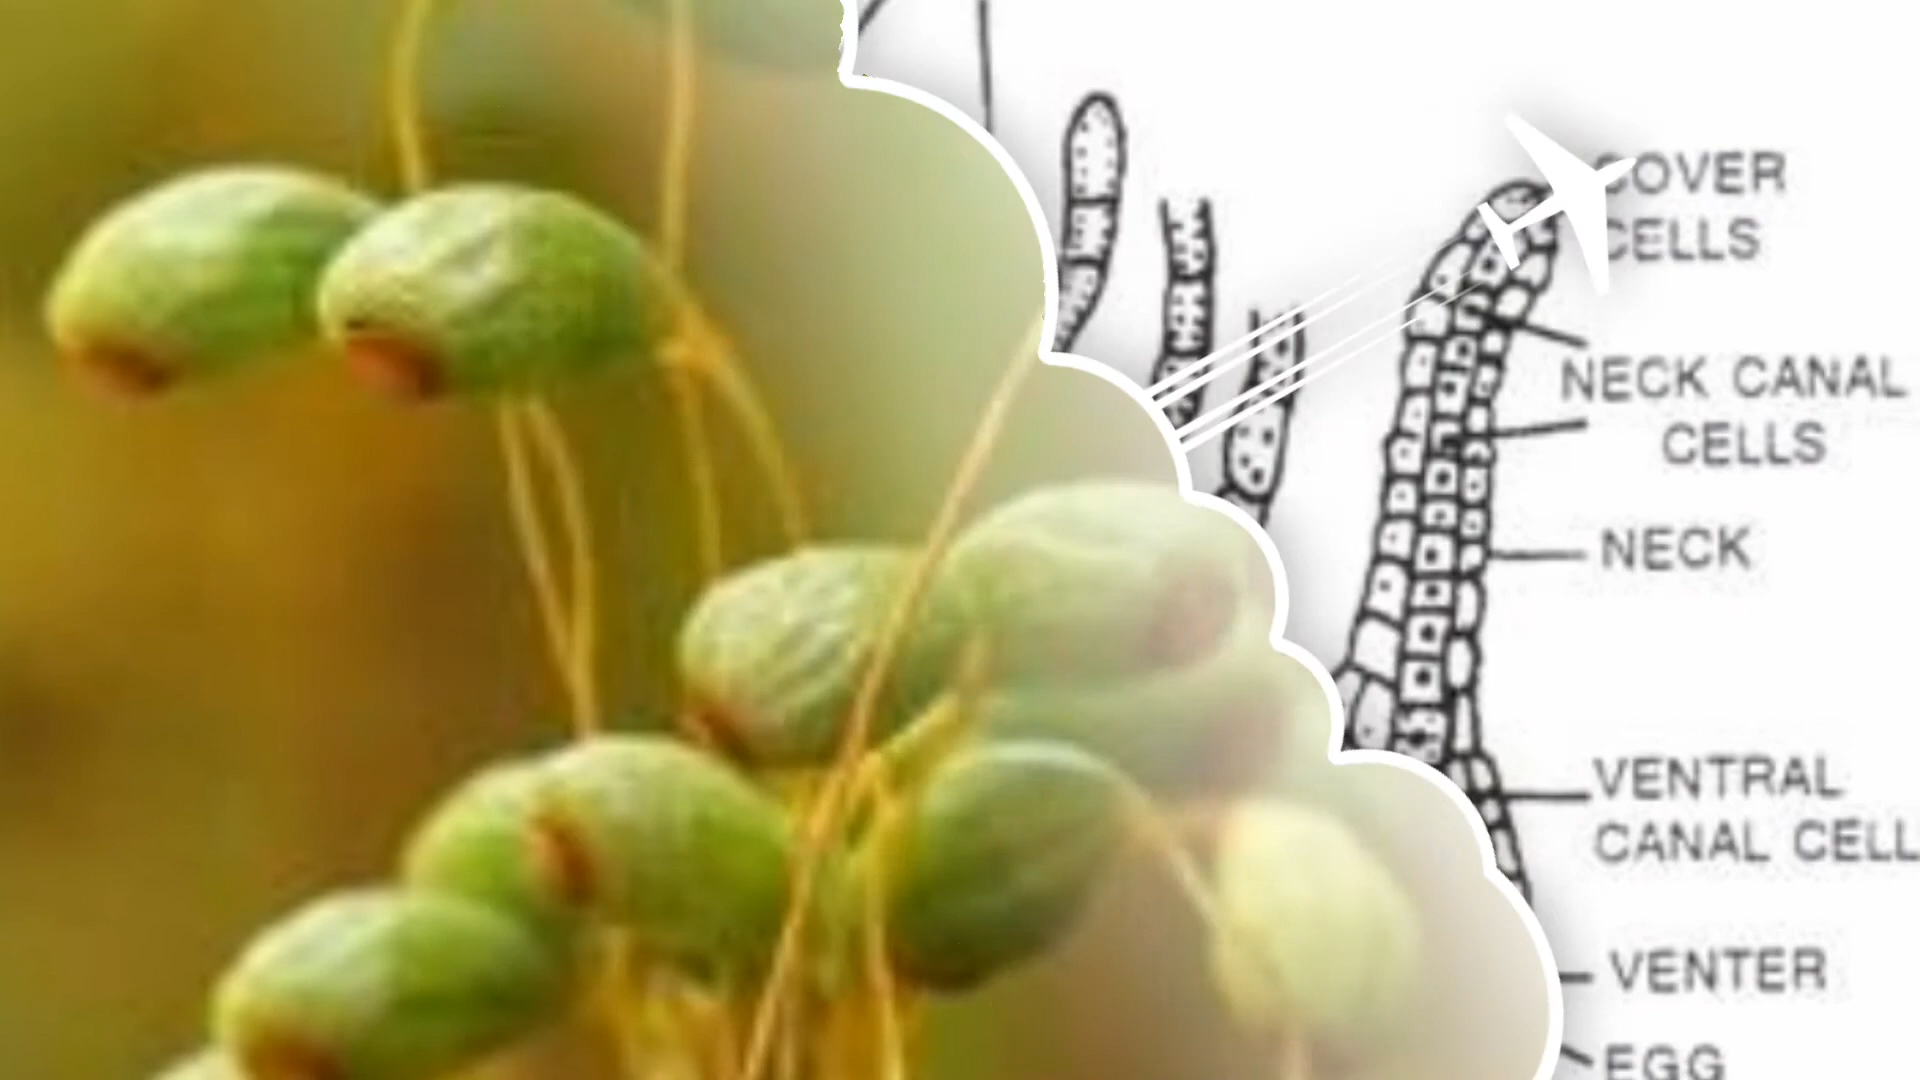 COVER
CELLS
NECK CANAL
CELLS
NECK
VENTRAL
CANAL CELL
VENTER
EGG